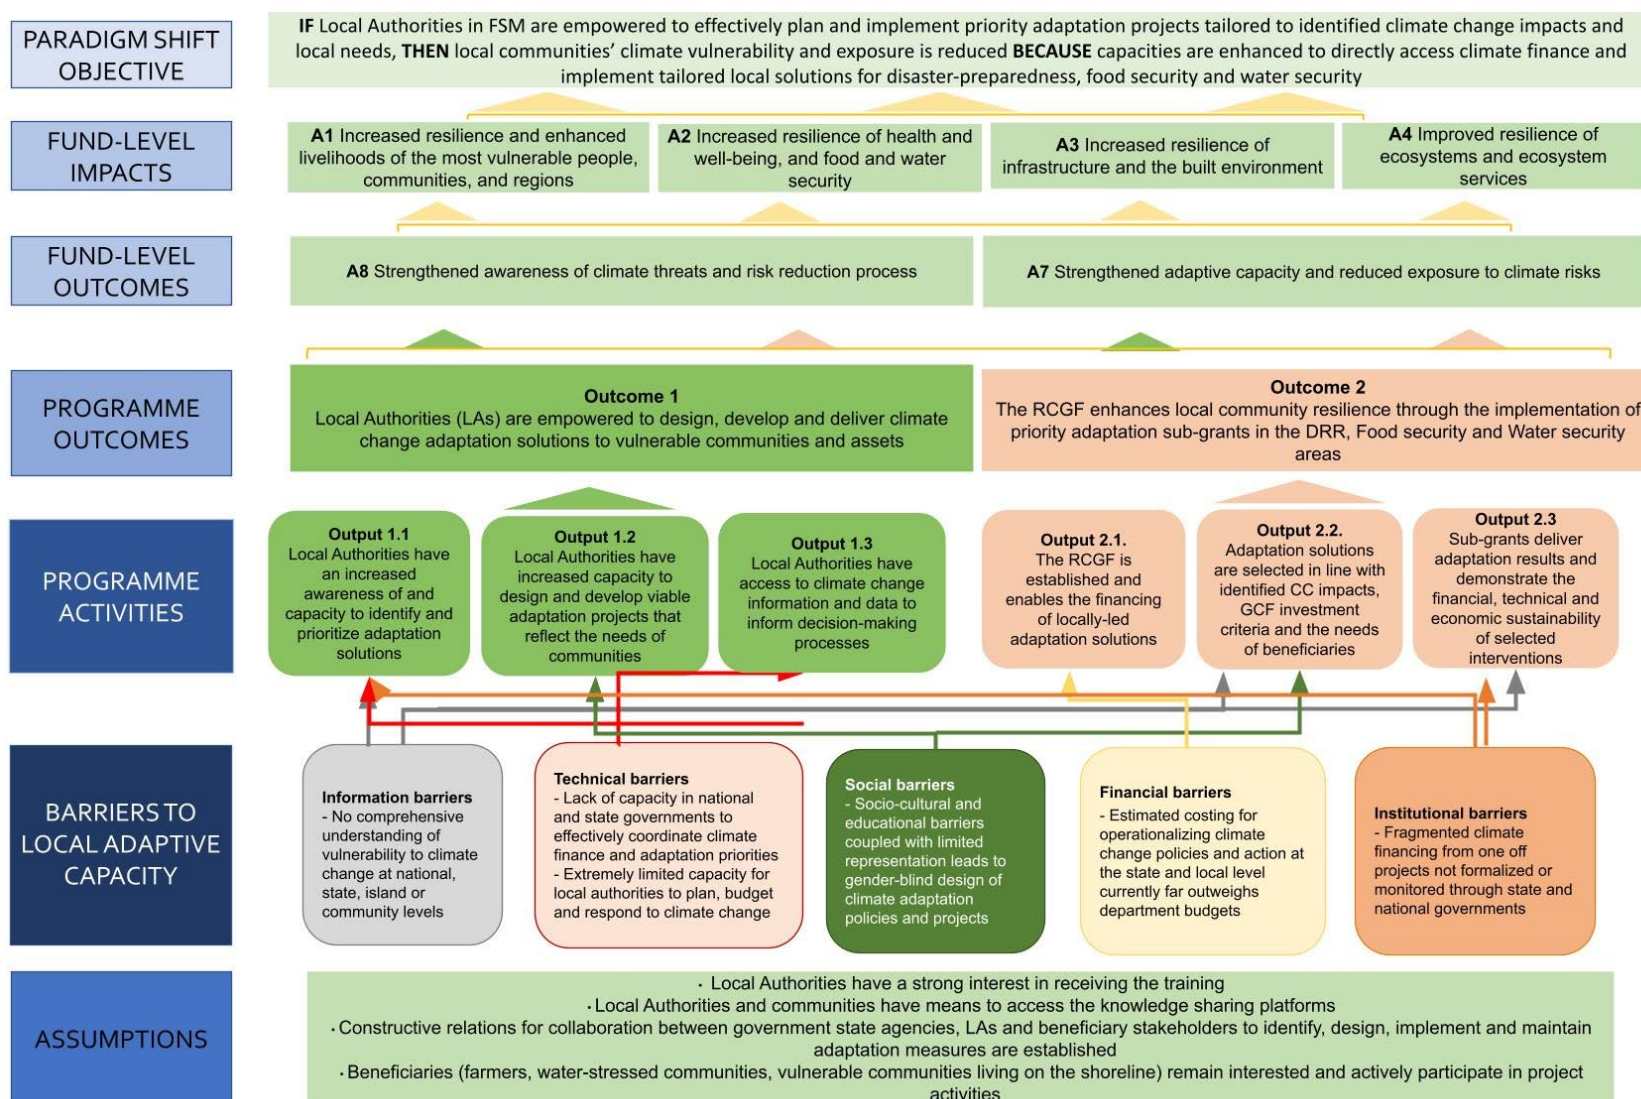 PARADIGM SHIFT
OBJECTIVE
IF Local Authorities in FSM are empowered to effectively plan and implement priority adaptation projects tailored to identified climate change impacts and
local needs, THEN local communities’ climate vulnerability and exposure is reduced BECAUSE capacities are enhanced to directly access climate finance and
implement tailored local solutions for disaster-preparedness, food security and water security
FUND-LEVEL
IMPACTS
A1 Increased resilience and enhanced
livelihoods of the most vulnerable people,
communities, and regions
A2 Increased resilience of health and
well-being, and food and water
security
A3 Increased resilience of
infrastructure and the built environment
A4 Improved resilience of
ecosystems and ecosystem
services
FUND-LEVEL
OUTCOMES
A8 Strengthened awareness of climate threats and risk reduction process
A7 Strengthened adaptive capacity and reduced exposure to climate risks
PROGRAMME
OUTCOMES
Outcome 1
Local Authorities (LAs) are empowered to design, develop and deliver climate
change adaptation solutions to vulnerable communities and assets
Outcome 2
The RCGF enhances local community resilience through the implementation of
priority adaptation sub-grants in the DRR, Food security and Water security
areas
PROGRAMME
ACTIVITIES
Output 1.1
Local Authorities have
an increased
awareness of and
capacity to identify and
prioritize adaptation
solutions
Output 1.2
Local Authorities have
increased capacity to
design and develop viable
adaptation projects that
reflect the needs of
communities
Output 1.3
Local Authorities have
access to climate change
information and data to
inform decision-making
processes
Output 2.1.
The RCGF is
established and
enables the financing
of locally-led
adaptation solutions
Output 2.2.
Adaptation solutions
are selected in line with
identified CC impacts,
GCF investment
criteria and the needs
of beneficiaries
Output 2.3
Sub-grants deliver
adaptation results and
demonstrate the
financial, technical and
economic sustainability
of selected
interventions
BARRIERS TO
LOCAL ADAPTIVE
CAPACITY
Information barriers
- No comprehensive
understanding of
vulnerability to climate
change at national,
state, island or
community levels
Technical barriers
- Lack of capacity in national
and state governments to
effectively coordinate climate
finance and adaptation priorities
- Extremely limited capacity for
local authorities to plan, budget
and respond to climate change
Social barriers
- Socio-cultural and
educational barriers
coupled with limited
representation leads to
gender-blind design of
climate adaptation
policies and projects
Financial barriers
- Estimated costing for
operationalizing climate
change policies and action at
the state and local level
currently far outweighs
department budgets
Institutional barriers
- Fragmented climate
financing from one off
projects not formalized or
monitored through state and
national governments
ASSUMPTIONS
· Local Authorities have a strong interest in receiving the training
· Local Authorities and communities have means to access the knowledge sharing platforms
· Constructive relations for collaboration between government state agencies, LAs and beneficiary stakeholders to identify, design, implement and maintain
adaptation measures are established
· Beneficiaries (farmers, water-stressed communities, vulnerable communities living on the shoreline) remain interested and actively participate in project
activities